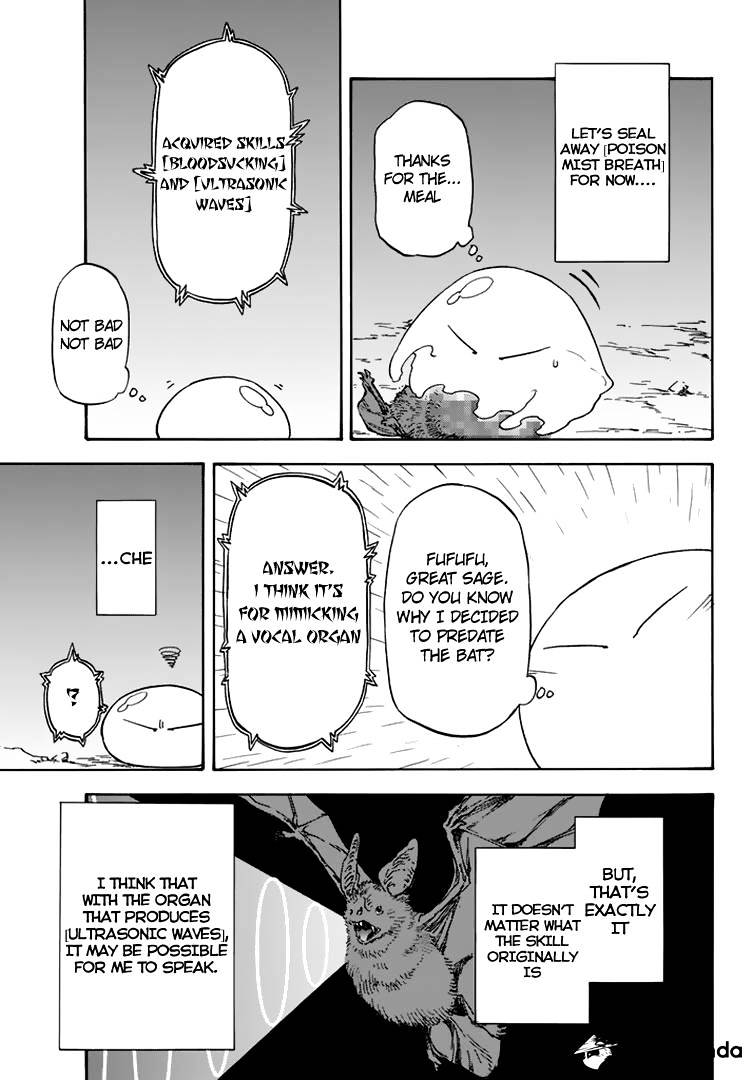 LET'S SEAL
AWAY [POISON
MIST BREATH]
FOR NOW....
THANKS
FOR THE...
MEAL
ACQUIRED SKILLS
[BLOODSUCKING]
AND [ULTRASONIC
WAVES]
NOT BAD
NOT BAD
FUFUFU,
GREAT SAGE.
DO YOU KNOW
WHY I DECIDED
TO PREDATE
THE BAT?
ANSWER.
I THINK IT'S
FOR MIMICKING
A VOCAL ORGAN
...CHE
?
BUT,
THAT'S
EXACTLY
IT
IT DOESN'T
MATTER WHAT
THE SKILL
ORIGINALLY
IS
I THINK THAT
WITH THE ORGAN
THAT PRODUCES
[ULTRASONIC WAVES],
IT MAY BE POSSIBLE
FOR ME TO SPEAK.